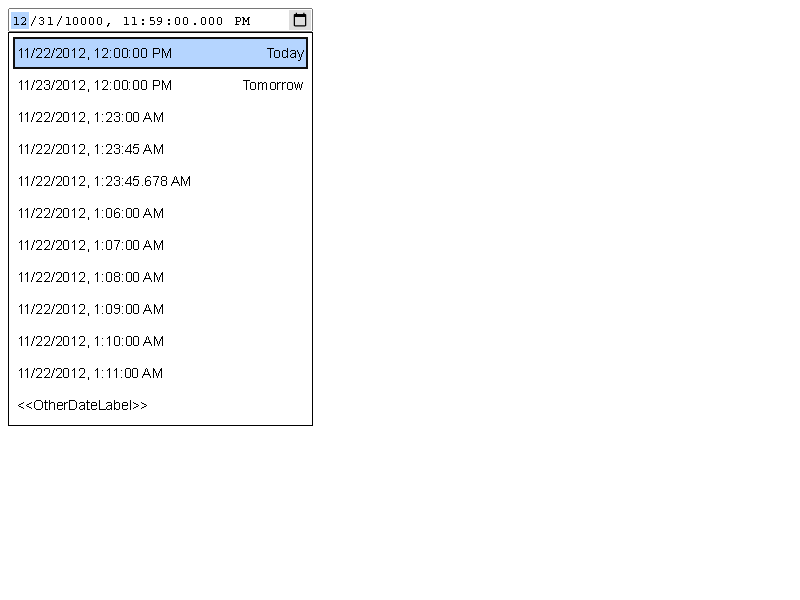 12/31/10000, 11:59:00.000 PM
11/22/2012, 12:00:00 PM Today
11/23/2012, 12:00:00 PM Tomorrow
11/22/2012, 1:23:00 AM
11/22/2012, 1:23:45 AM
11/22/2012, 1:23:45.678 AM
11/22/2012, 1:06:00 AM
11/22/2012, 1:07:00 AM
11/22/2012, 1:08:00 AM
11/22/2012, 1:09:00 AM
11/22/2012, 1:10:00 AM
11/22/2012, 1:11:00 AM
<<OtherDateLabel>>